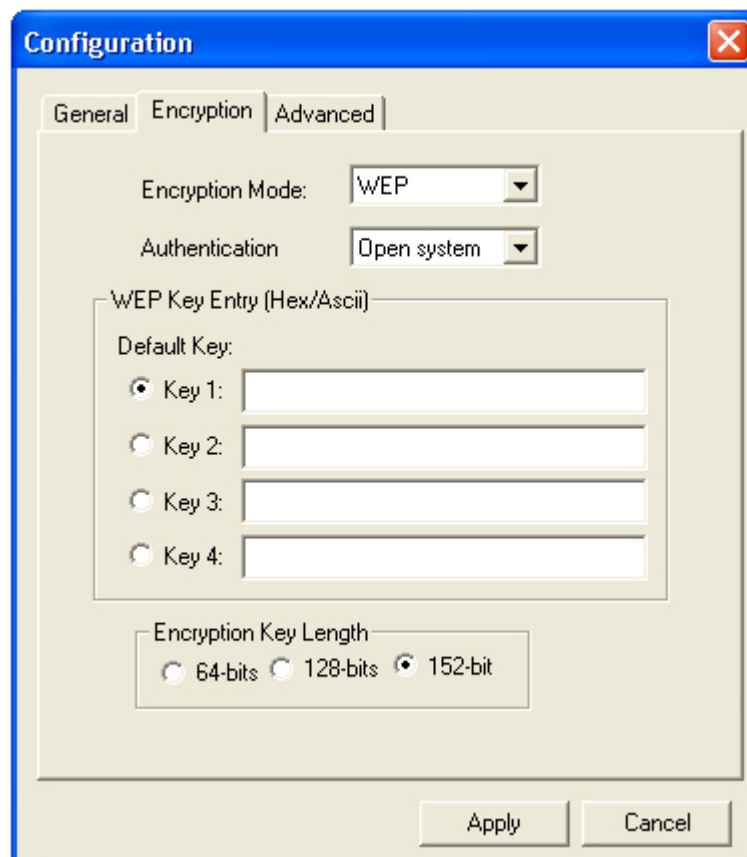 Configuration
General Encryption Advanced
Encryption Mode: WEP
Authentication Open system
WEP Key Entry (Hex/Ascii)
Default Key:
Key 1:
Key 2:
Key 3:
Key 4:
Encryption Key Length
64-bits 128-bits 152-bit
Apply Cancel